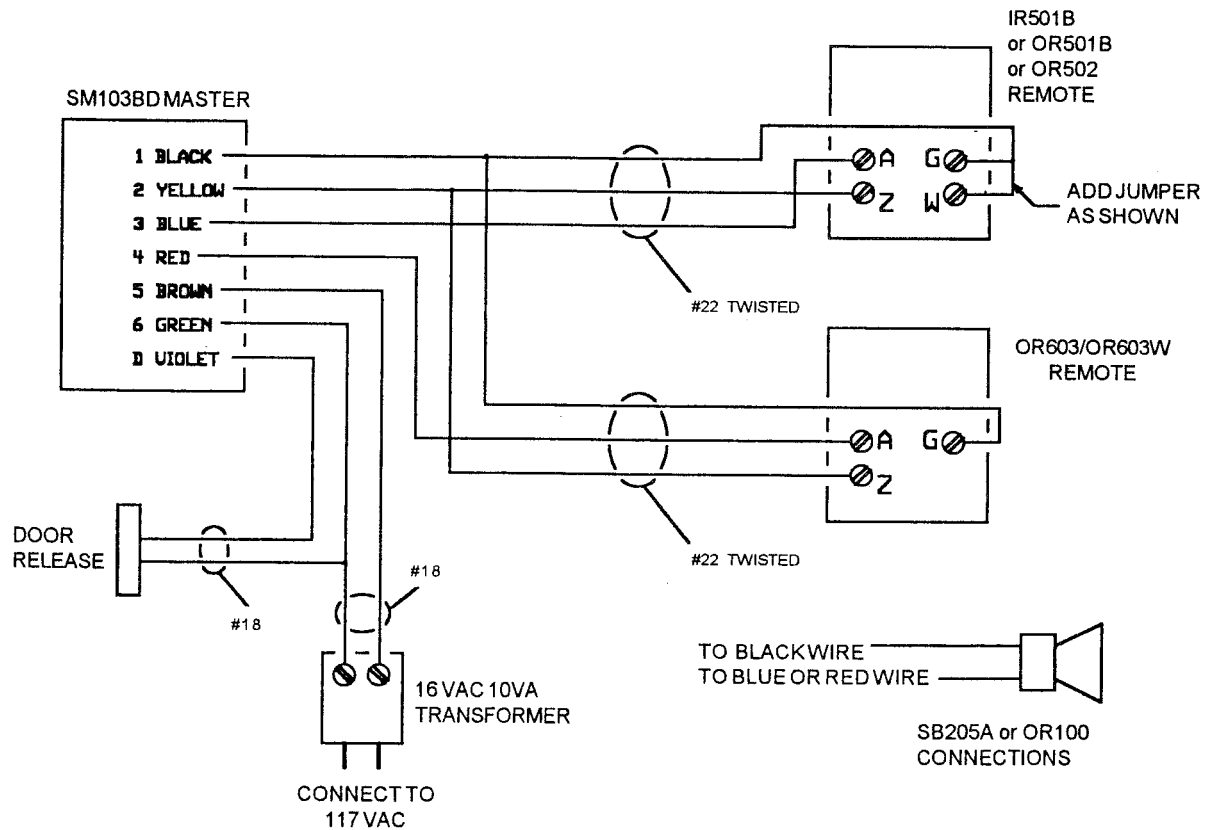 IR501B
or OR501B
or OR502
REMOTE
SM103BD MASTER
1 BLACK
2 YELLOW
3 BLUE
4 RED
5 BROWN
6 GREEN
D VIOLET
A G
Z W
ADD JUMPER
AS SHOWN
#22 TWISTED
OR603/OR603W
REMOTE
A G
Z
#22 TWISTED
DOOR
RELEASE
#18
#18
16 VAC 10VA
TRANSFORMER
CONNECT TO
117 VAC
TO BLACK WIRE
TO BLUE OR RED WIRE
SB205A or OR100
CONNECTIONS